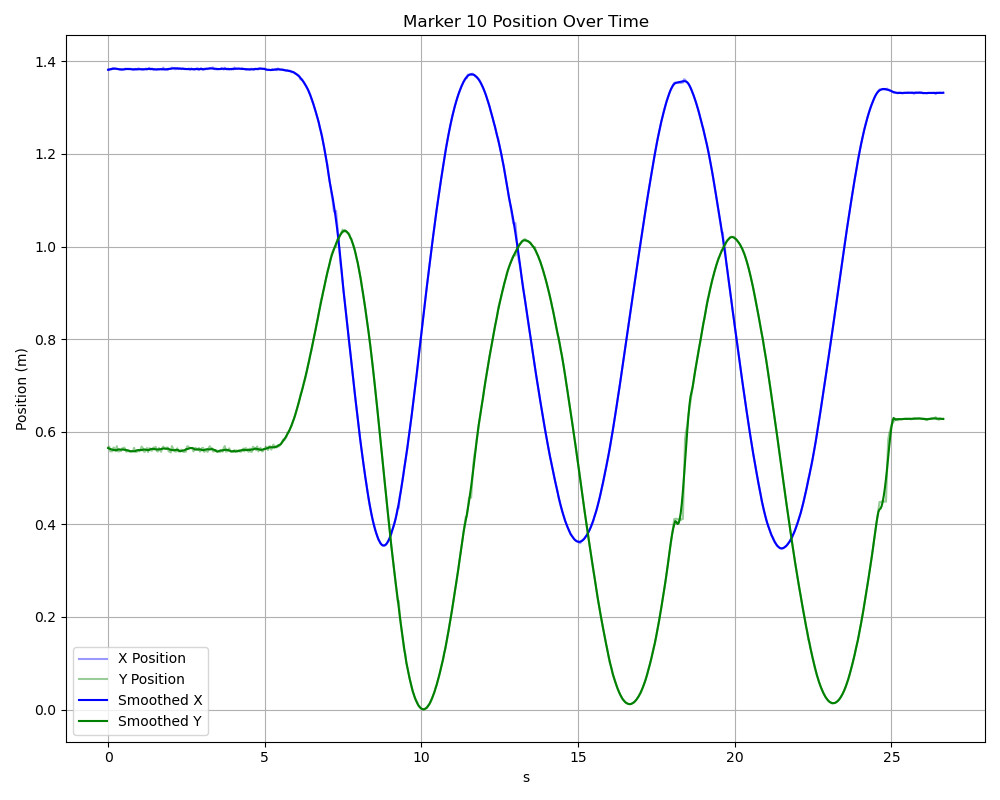 Marker 10 Position Over Time
Position (m)
1.4
1.2
1.0
0.8
0.6
0.4
0.2
0.0
X Position
Y Position
Smoothed X
Smoothed Y
0 5 10 15 20 25
s